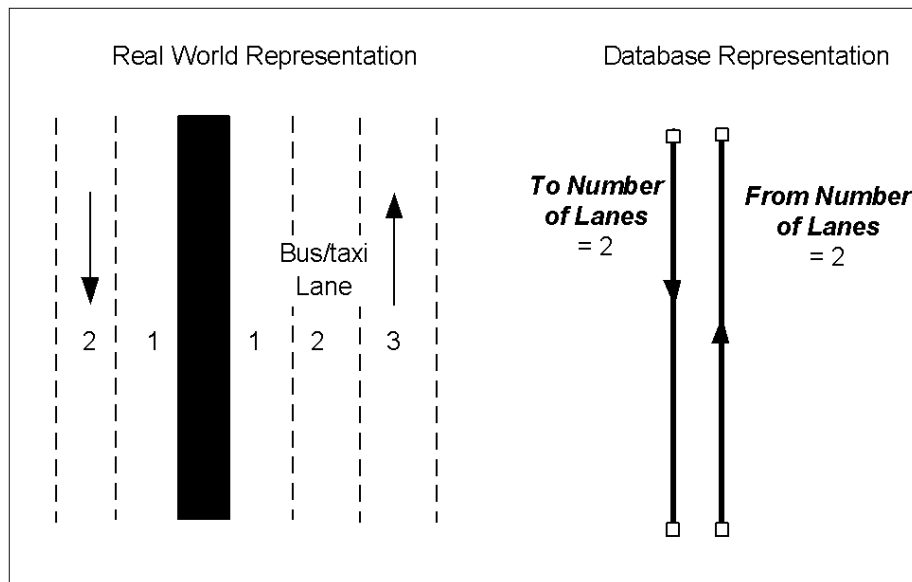 Real World Representation
Database Representation
To Number
of Lanes
= 2
From Number
of Lanes
= 2
Bus/taxi
Lane
2 1 1 2 3